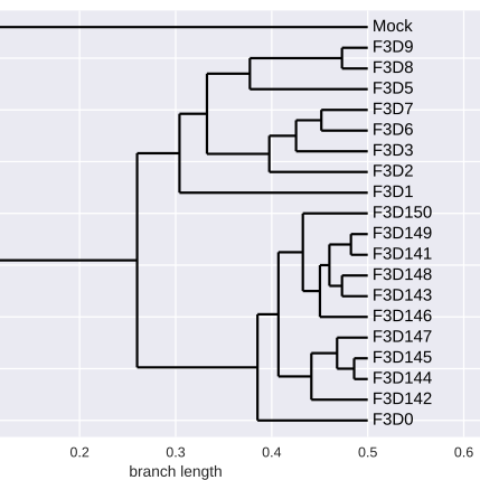 Mock
F3D9
F3D8
F3D5
F3D7
F3D6
F3D3
F3D2
F3D1
F3D150
F3D149
F3D141
F3D148
F3D143
F3D146
F3D147
F3D145
F3D144
F3D142
F3D0
0.2 0.3 0.4 0.5 0.6
branch length